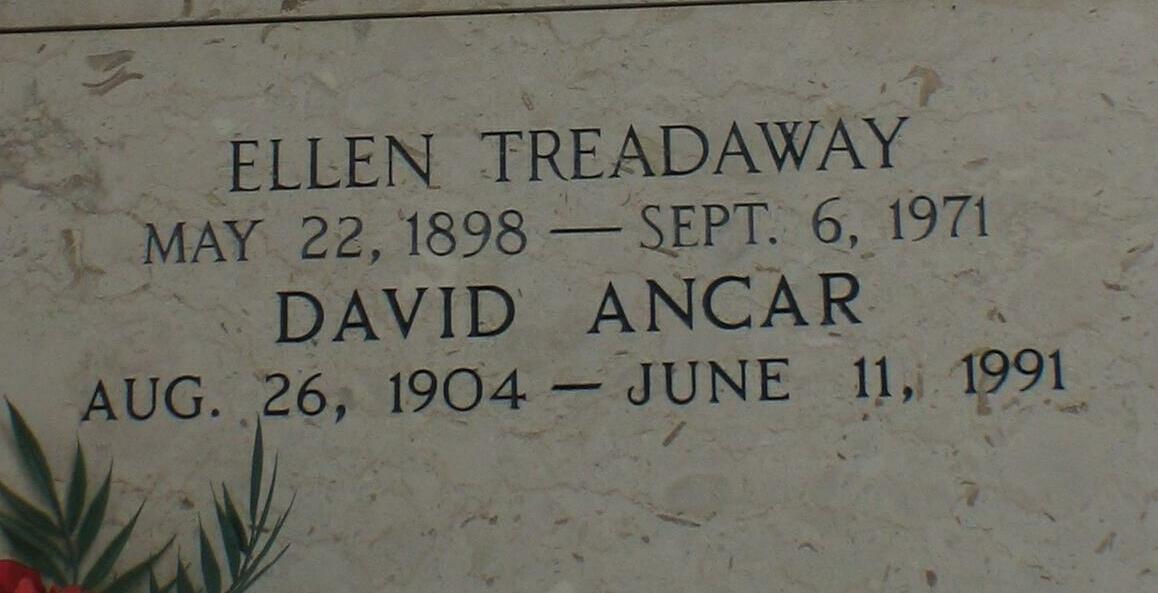 ELLEN TREADAWAY
MAY 22, 1898 — SEPT. 6, 1971
DAVID ANCAR
AUG. 26, 1904 — JUNE 11, 1991